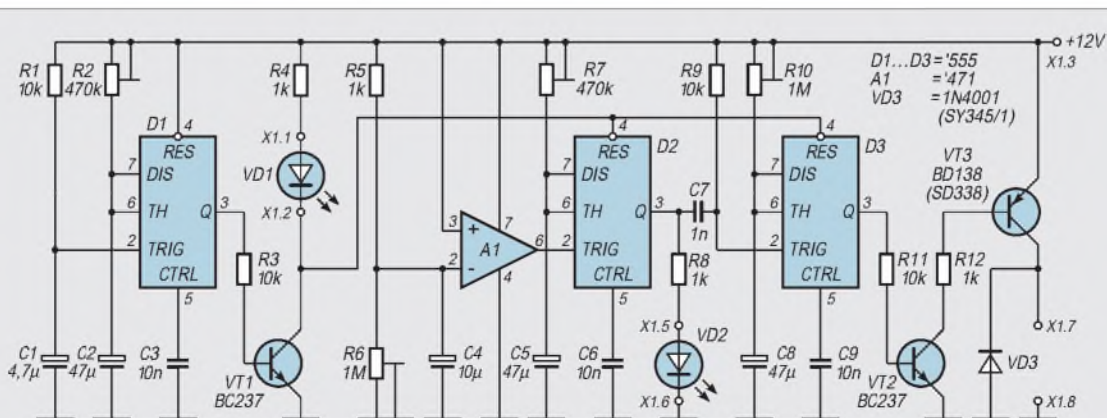 +12V
X1.3
R1
10k
R2
470k
R4
1k
R5
1k
R7
470k
R9
10k
R10
1M
D1...D3='555
A1 ='471
VD3 =1N4001
(SY345/1)
D1
4
RES
7
DIS
6
TH
Q
3
2
TRIG
CTRL
5
X1.1
VD1
X1.2
R3
10k
VT1
BC237
C1
4,7µ
C2
47µ
C3
10n
R6
1M
C4
10µ
3
+
7
A1
6
2
-
4
C5
47µ
D2
4
RES
7
DIS
6
TH
Q
3
2
TRIG
CTRL
5
C6
10n
C7
1n
R8
1k
X1.5
VD2
X1.6
D3
4
RES
7
DIS
6
TH
Q
3
2
TRIG
CTRL
5
C8
47µ
C9
10n
R11
10k
R12
1k
VT2
BC237
VT3
BD138
(SD338)
X1.7
VD3
X1.8